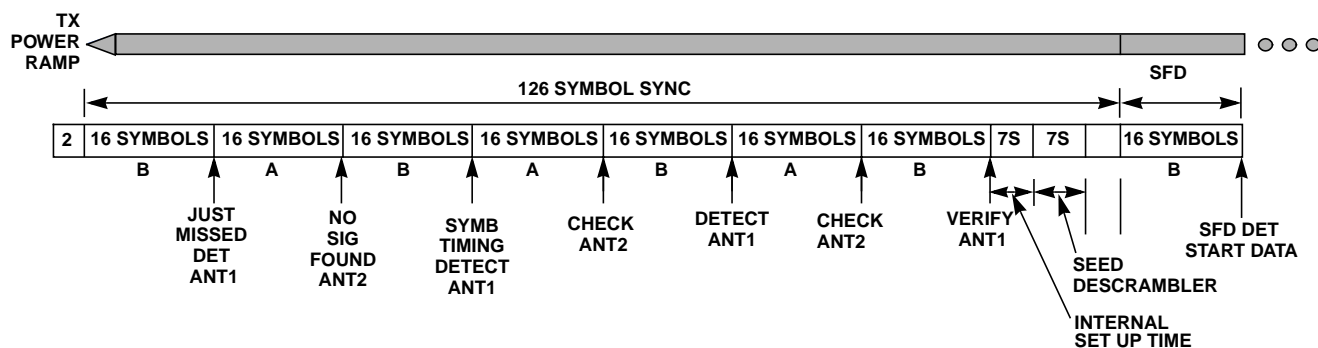 TX
POWER
RAMP
SFD
126 SYMBOL SYNC
2 16 SYMBOLS 16 SYMBOLS 16 SYMBOLS 16 SYMBOLS 16 SYMBOLS 16 SYMBOLS 16 SYMBOLS 7S 7S 16 SYMBOLS
B A B A B A B B
JUST
MISSED
DET
ANT1
NO
SIG
FOUND
ANT2
SYMB
TIMING
DETECT
ANT1
CHECK
ANT2
DETECT
ANT1
CHECK
ANT2
VERIFY
ANT1
SFD DET
START DATA
SEED
DESCRAMBLER
INTERNAL
SET UP TIME